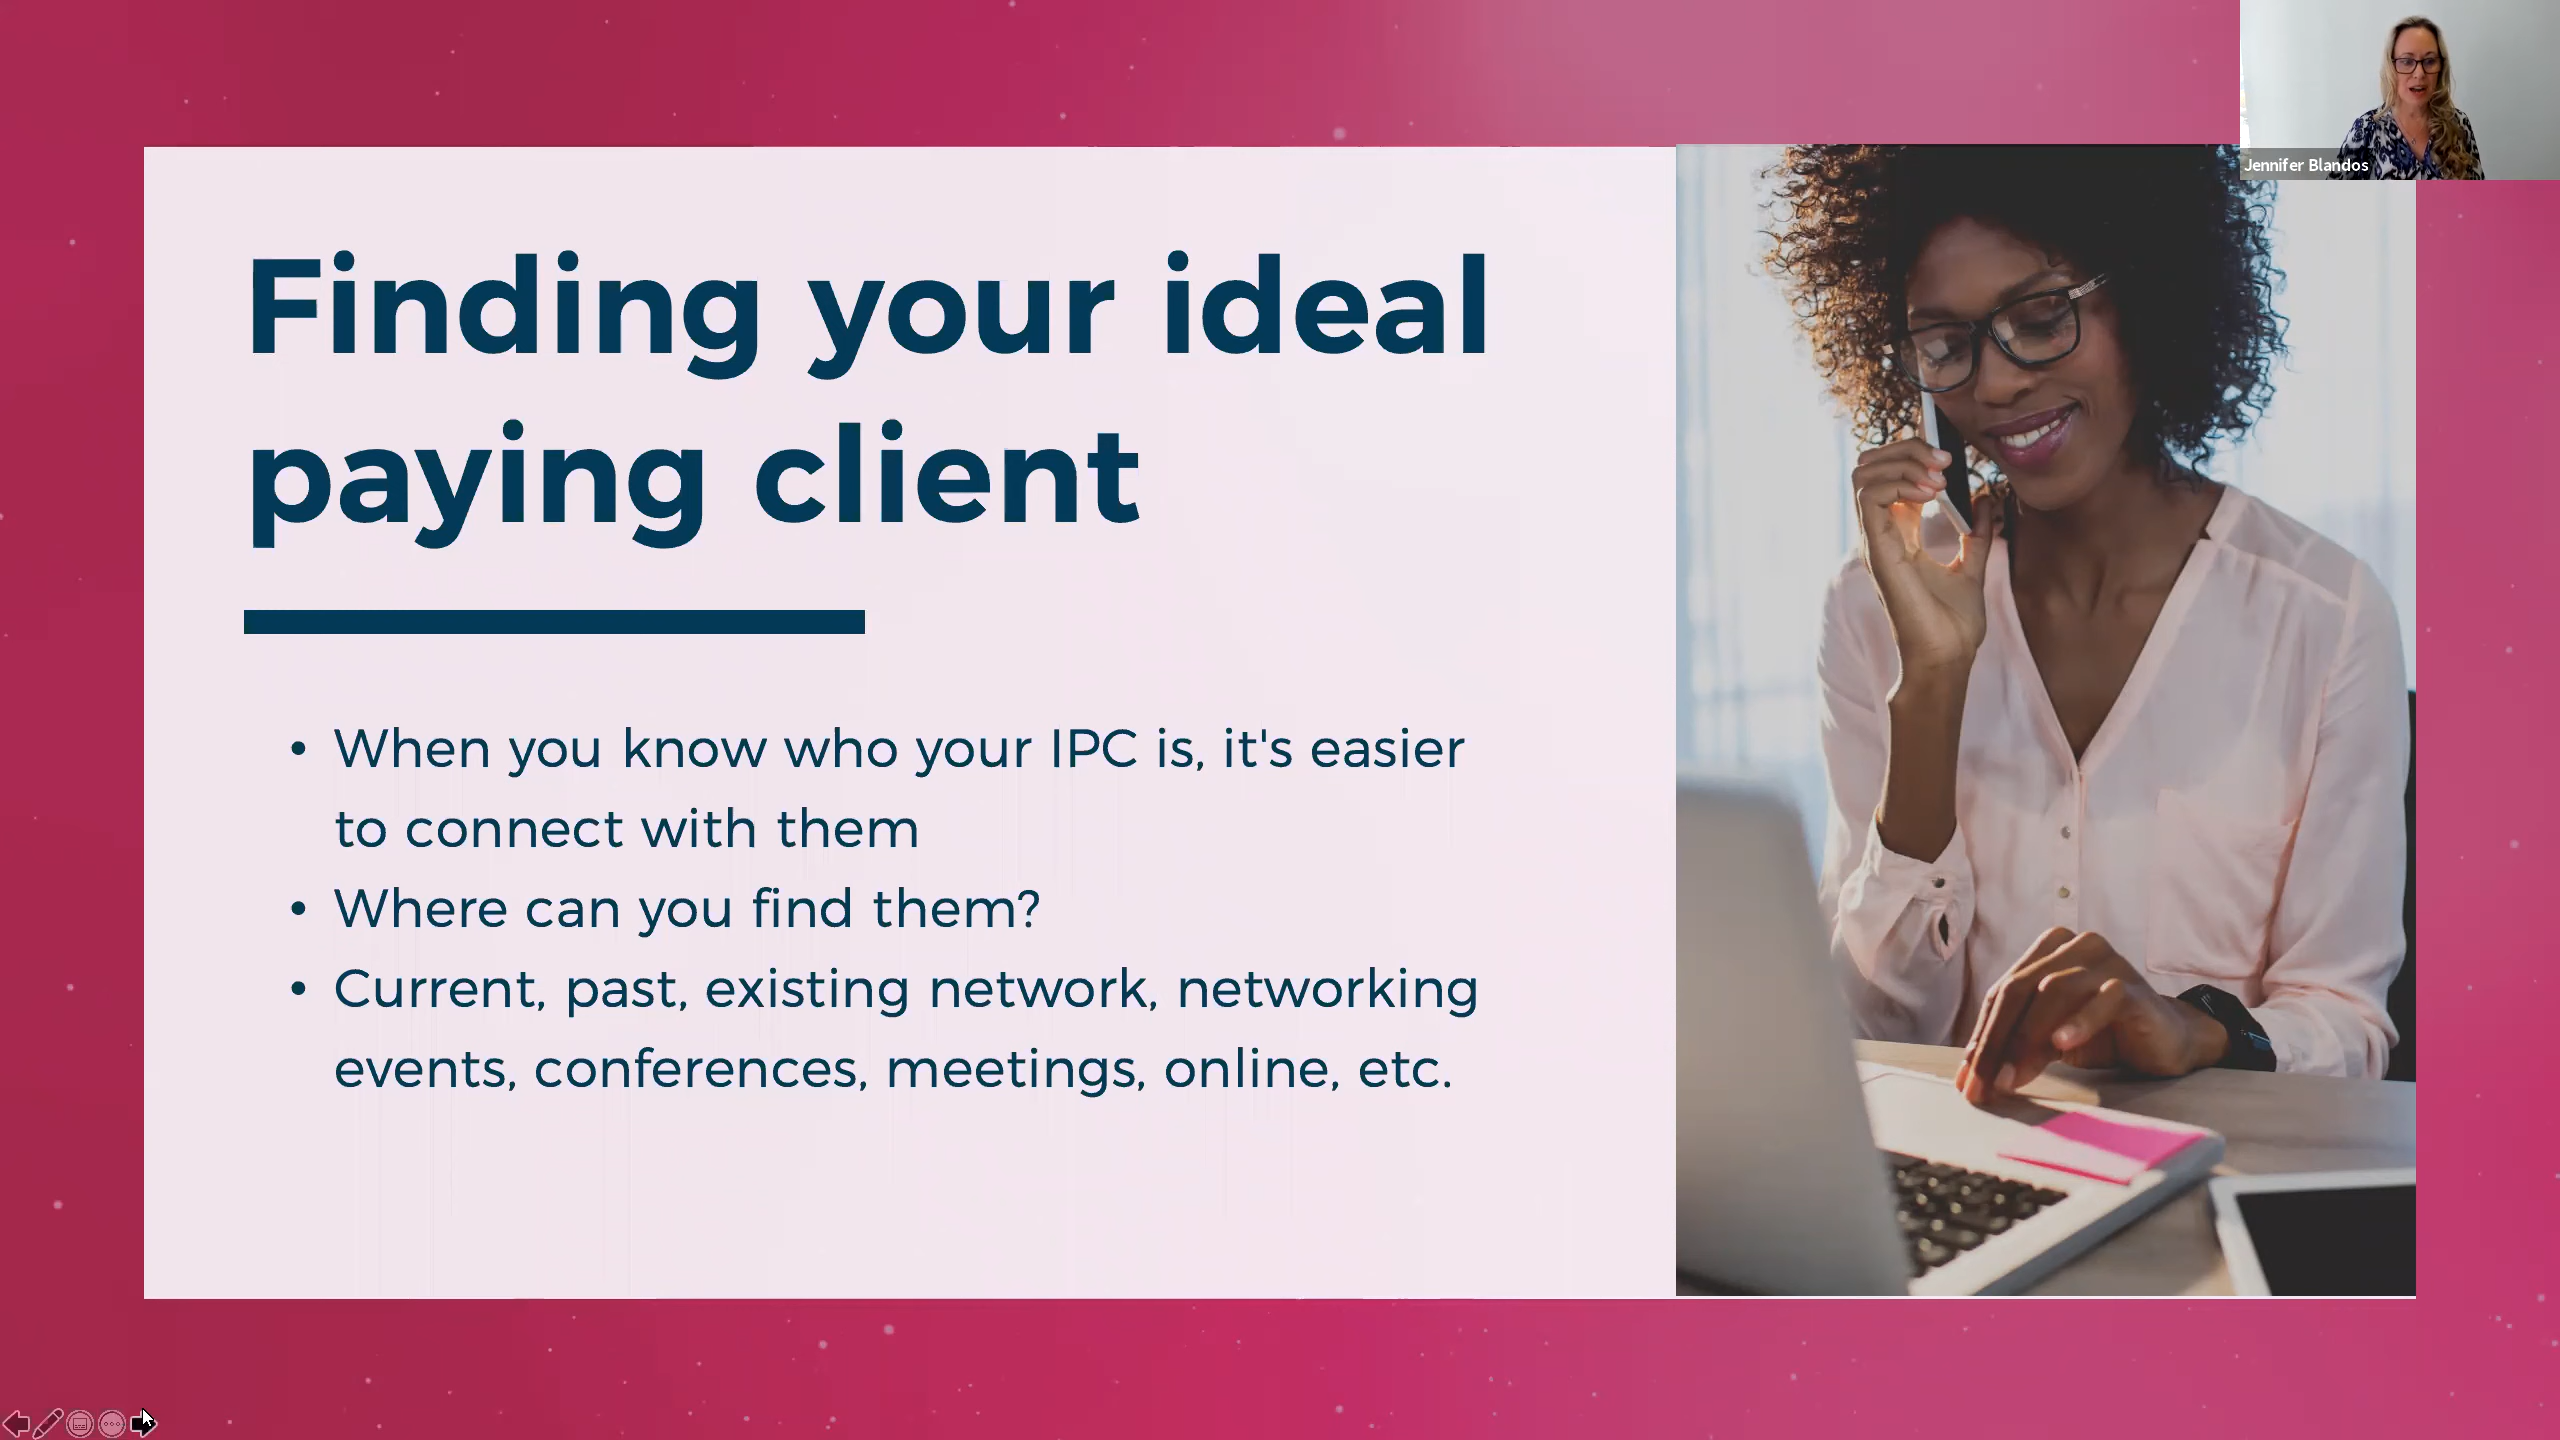 Jennifer Blandos
Finding your ideal
paying client
• When you know who your IPC is, it's easier
to connect with them
• Where can you find them?
• Current, past, existing network, networking
events, conferences, meetings, online, etc.